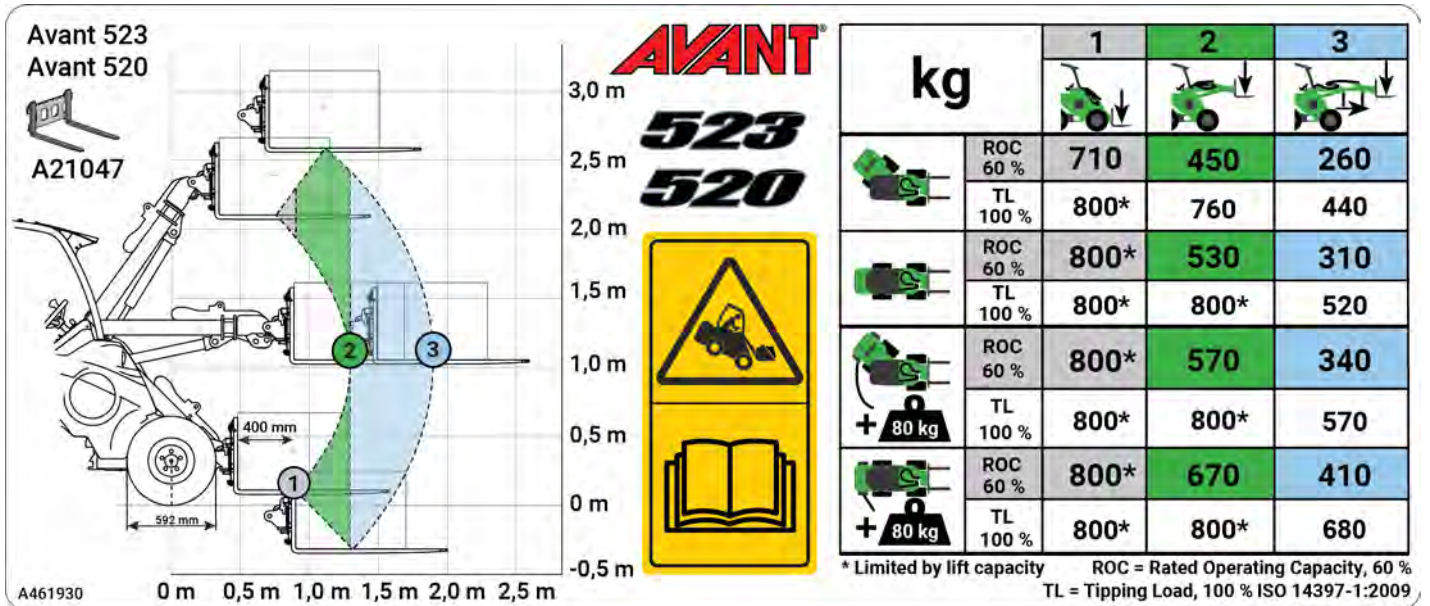 Avant 523
Avant 520
A21047
3,0 m
2,5 m
2,0 m
1,5 m
1,0 m
0,5 m
0 m
-0,5 m
2
3
400 mm
1
592 mm
0 m 0,5 m 1,0 m 1,5 m 2,0 m 2,5 m
A461930
AVANT®
523
520
kg 1 2 3
ROC 60 % 710 450 260
TL 100 % 800* 760 440
ROC 60 % 800* 530 310
TL 100 % 800* 800* 520
ROC 60 % 800* 570 340
+ 80 kg TL 100 % 800* 800* 570
ROC 60 % 800* 670 410
+ 80 kg TL 100 % 800* 800* 680
* Limited by lift capacity ROC = Rated Operating Capacity, 60 %
TL = Tipping Load, 100 % ISO 14397-1:2009